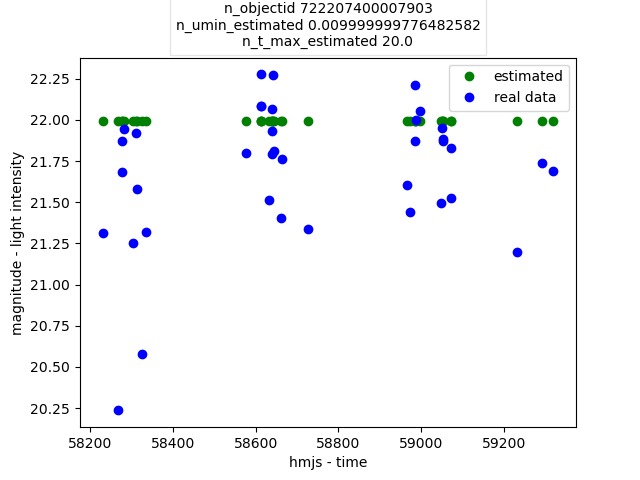 n_objectid 722207400007903
n_umin_estimated 0.009999999776482582
n_t_max_estimated 20.0
estimated
real data
22.25
22.00
21.75
21.50
21.25
21.00
20.75
20.50
20.25
magnitude - light intensity
58200 58400 58600 58800 59000 59200
hmjs - time